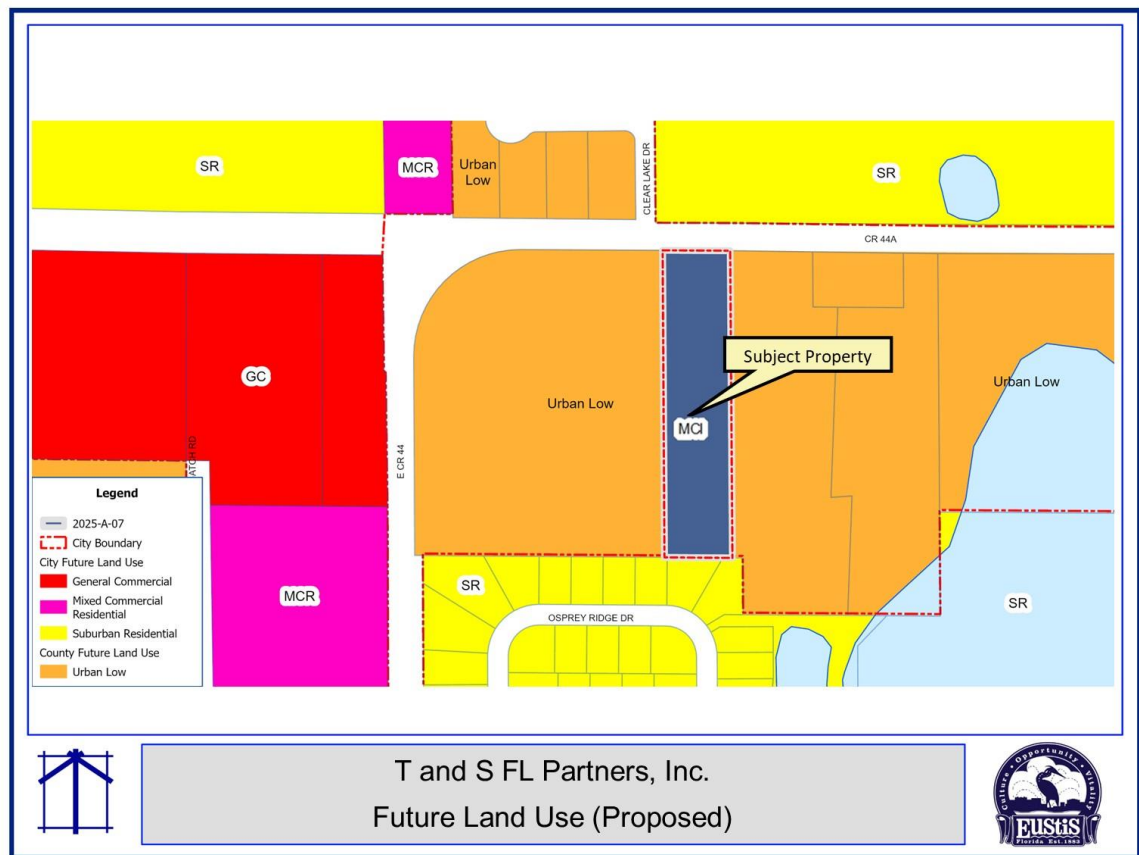 SR
MCR
Urban
Low
CLEAR LAKE DR
SR
CR 44A
GC
Urban Low
Subject Property
MCI
Urban Low
E CR 44
ATCH RD
Legend
2025-A-07
City Boundary
City Future Land Use
General Commercial
Mixed Commercial
Residential
Suburban Residential
County Future Land Use
Urban Low
MCR
SR
OSPREY RIDGE DR
SR
T and S FL Partners, Inc.
Future Land Use (Proposed)
Culture • Opportunity • Vitality
EUSTIS
Florida Est.1883